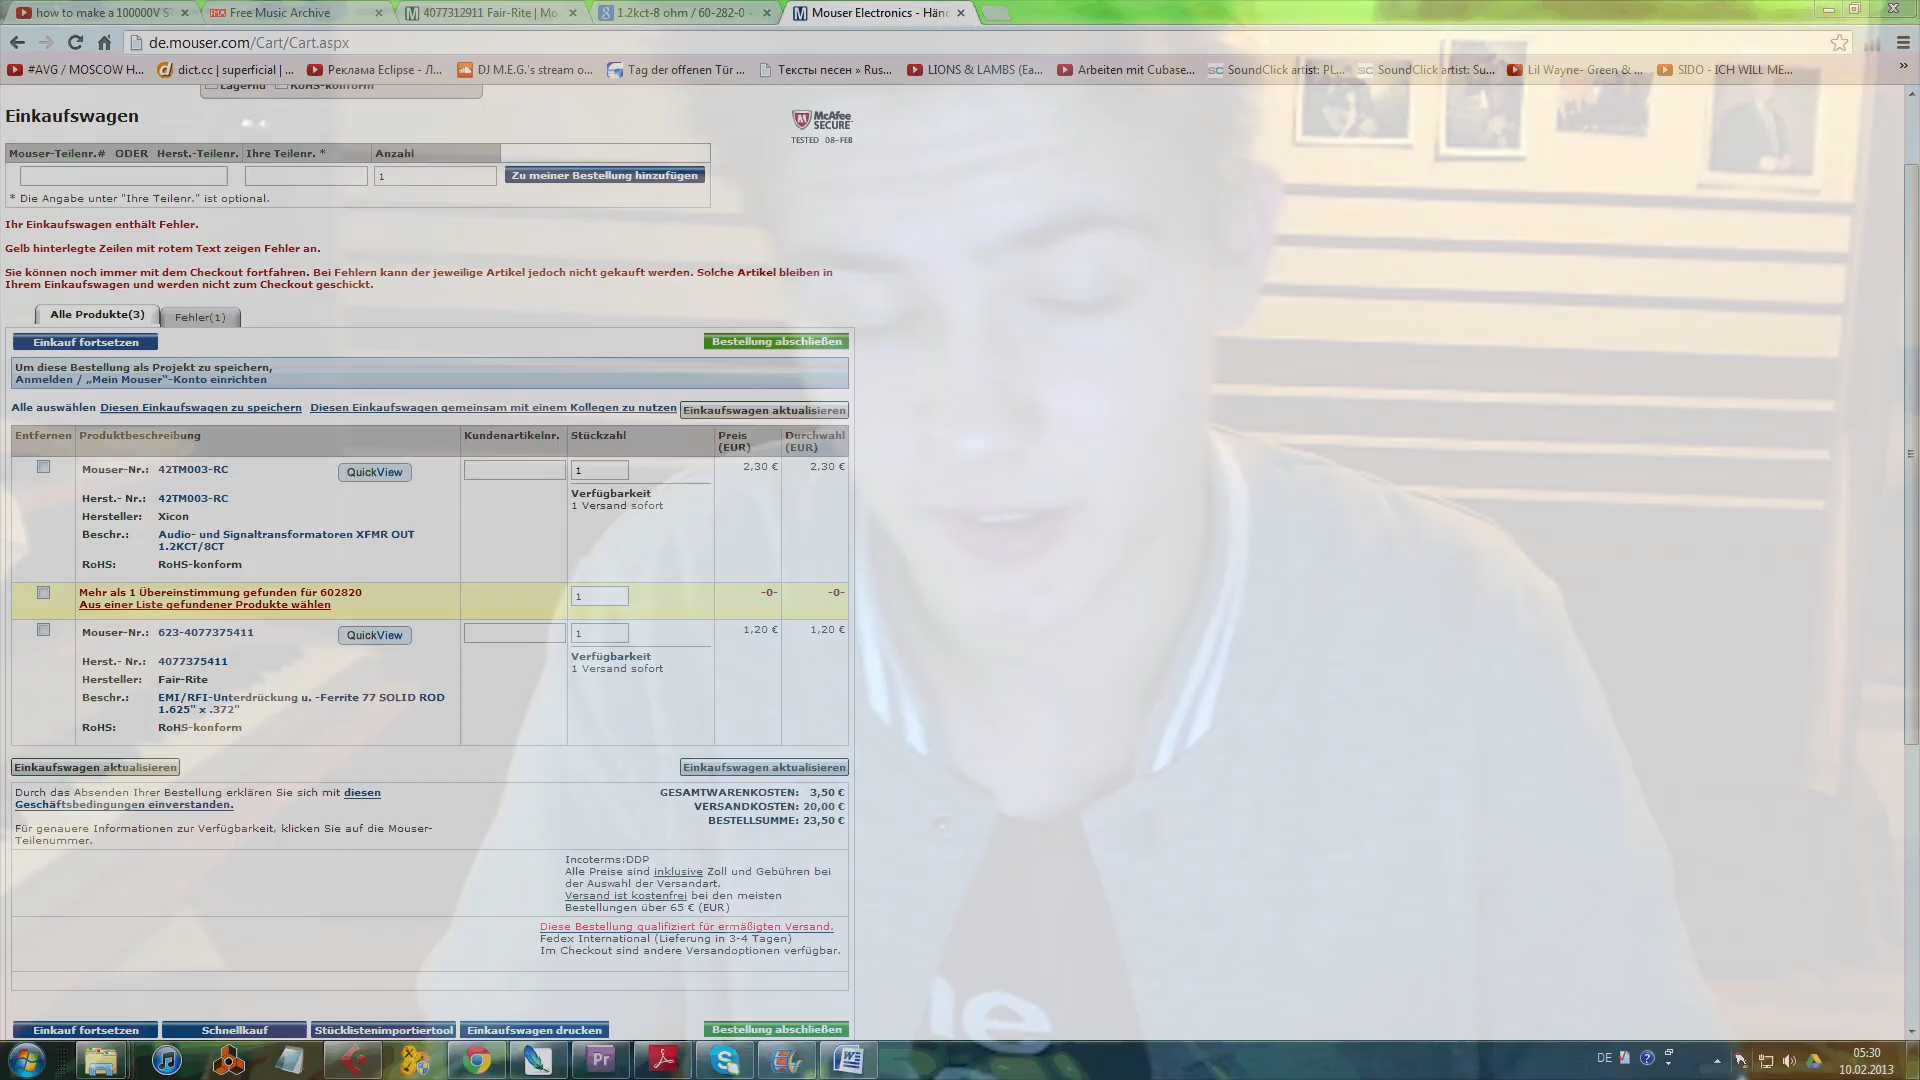 how to make a 100000V S
Free Music Archive
4077312911 Fair-Rite | Mo
1.2kct-8 ohm / 60-282-0 -
Mouser Electronics - Hän
de.mouser.com/Cart/Cart.aspx
#AVG / MOSCOW H...
dict.cc | superficial | ...
Реклама Eclipse - Л...
DJ M.E.G.'s stream o...
Tag der offenen Tür ...
Тексты песен » Rus...
LIONS & LAMBS (Ea...
Arbeiten mit Cubase...
SoundClick artist: PL...
SoundClick artist: Su...
Lil Wayne- Green & ...
SIDO - ICH WILL ME...
»
Lagernd RoHS-konform
Einkaufswagen
McAfee
SECURE
TESTED 08-FEB
Mouser-Teilenr.# ODER Herst.-Teilenr. Ihre Teilenr. * Anzahl
1 Zu meiner Bestellung hinzufügen
* Die Angabe unter "Ihre Teilenr." ist optional.
Ihr Einkaufswagen enthält Fehler.
Gelb hinterlegte Zeilen mit rotem Text zeigen Fehler an.
Sie können noch immer mit dem Checkout fortfahren. Bei Fehlern kann der jeweilige Artikel jedoch nicht gekauft werden. Solche Artikel bleiben in
Ihrem Einkaufswagen und werden nicht zum Checkout geschickt.
Alle Produkte(3) Fehler(1)
Einkauf fortsetzen Bestellung abschließen
Um diese Bestellung als Projekt zu speichern,
Anmelden / „Mein Mouser“-Konto einrichten
Alle auswählen Diesen Einkaufswagen zu speichern Diesen Einkaufswagen gemeinsam mit einem Kollegen zu nutzen Einkaufswagen aktualisieren
Entfernen Produktbeschreibung Kundenartikelnr. Stückzahl Preis (EUR) Durchwahl (EUR)
Mouser-Nr.: 42TM003-RC QuickView 1 2,30 € 2,30 €
Verfügbarkeit
Herst.- Nr.: 42TM003-RC 1 Versand sofort
Hersteller: Xicon
Beschr.: Audio- und Signaltransformatoren XFMR OUT
1.2KCT/8CT
RoHS: RoHS-konform
Mehr als 1 Übereinstimmung gefunden für 602820 1 -0- -0-
Aus einer Liste gefundener Produkte wählen
Mouser-Nr.: 623-4077375411 QuickView 1 1,20 € 1,20 €
Verfügbarkeit
Herst.- Nr.: 4077375411 1 Versand sofort
Hersteller: Fair-Rite
Beschr.: EMI/RFI-Unterdrückung u. -Ferrite 77 SOLID ROD
1.625" x .372"
RoHS: RoHS-konform
Einkaufswagen aktualisieren Einkaufswagen aktualisieren
Durch das Absenden Ihrer Bestellung erklären Sie sich mit diesen
Geschäftsbedingungen einverstanden.
Für genauere Informationen zur Verfügbarkeit, klicken Sie auf die Mouser-
Teilenummer.
GESAMTWARENKOSTEN: 3,50 €
VERSANDKOSTEN: 20,00 €
BESTELLSUMME: 23,50 €
Incoterms:DDP
Alle Preise sind inklusive Zoll und Gebühren bei
der Auswahl der Versandart.
Versand ist kostenfrei bei den meisten
Bestellungen über 65 € (EUR)
Diese Bestellung qualifiziert für ermäßigten Versand.
Fedex International (Lieferung in 3-4 Tagen)
Im Checkout sind andere Versandoptionen verfügbar.
Einkauf fortsetzen Schnellkauf Stücklistenimportiertool Einkaufswagen drucken Bestellung abschließen
Pr
DE
05:30
10.02.2013